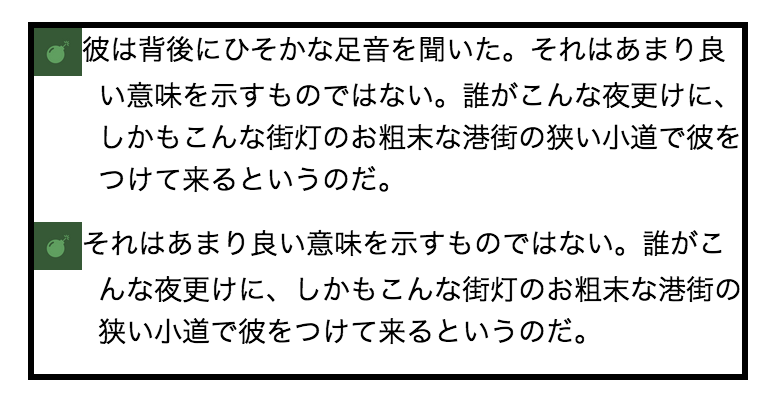 彼は背後にひそかな足音を聞いた。それはあまり良
い意味を示すものではない。誰がこんな夜更けに、
しかもこんな街灯のお粗末な港街の狭い小道で彼を
つけて来るというのだ。
それはあまり良い意味を示すものではない。誰がこ
んな夜更けに、しかもこんな街灯のお粗末な港街の
狭い小道で彼をつけて来るというのだ。